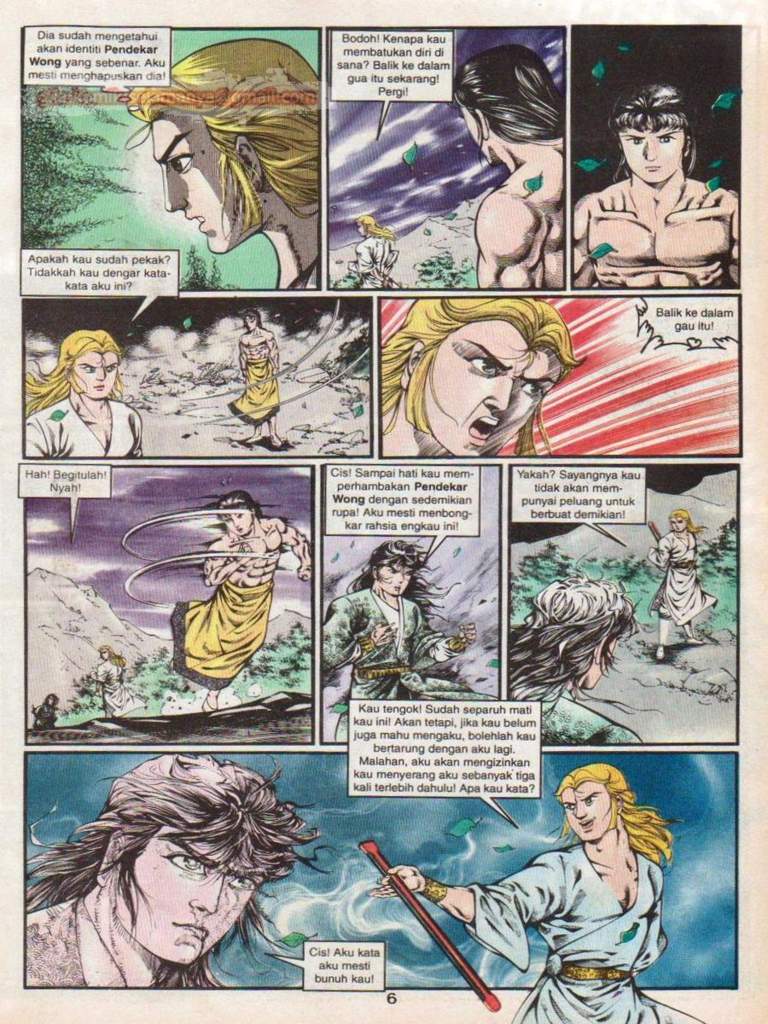 Dia sudah mengetahui
akan identiti Pendekar
Wong yang sebenar. Aku
mesti menghapuskan dia!
Bodoh! Kenapa kau
membatukan diri di
sana? Balik ke dalam
gua itu sekarang!
Pergi!
Apakah kau sudah pekak?
Tidakkah kau dengar kata-
kata aku ini?
Balik ke dalam
gau itu!
Hah! Begitulah!
Nyah!
Cis! Sampai hati kau mem-
perhambakan Pendekar
Wong dengan sedemikian
rupa! Aku mesti membong-
kar rahsia engkau ini!
Yakah? Sayangnya kau
tidak akan mem-
punyai peluang untuk
berbuat demikian!
Kau tengok! Sudah separuh mati
kau ini! Akan tetapi, jika kau belum
juga mahu mengaku, bolehlah kau
bertarung dengan aku lagi.
Malahan, aku akan mengizinkan
kau menyerang aku sebanyak tiga
kali terlebih dahulu! Apa kau kata?
Cis! Aku kata
aku mesti
bunuh kau!
6